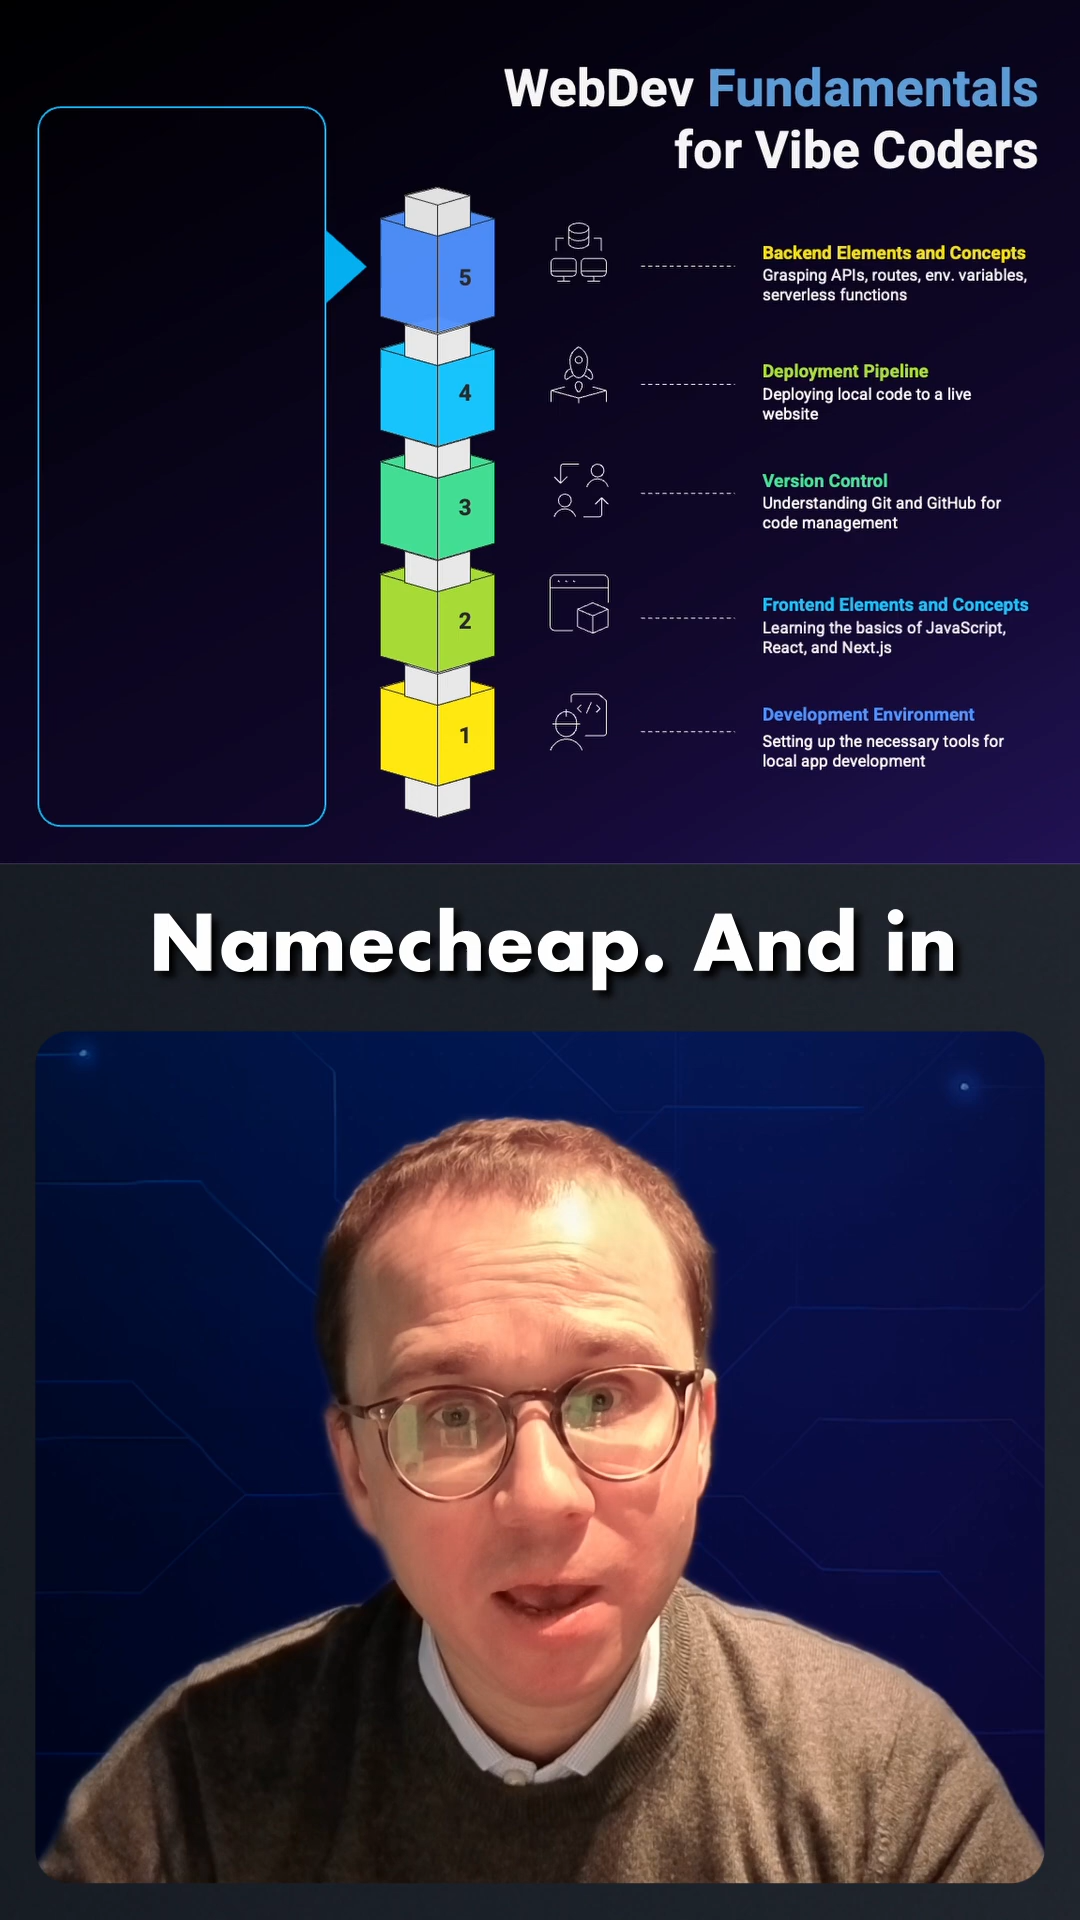 WebDev Fundamentals
for Vibe Coders
5
Backend Elements and Concepts
Grasping APIs, routes, env. variables,
serverless functions
4
Deployment Pipeline
Deploying local code to a live
website
3
Version Control
Understanding Git and GitHub for
code management
2
Frontend Elements and Concepts
Learning the basics of JavaScript,
React, and Next.js
1
Development Environment
Setting up the necessary tools for
local app development
Namecheap. And in